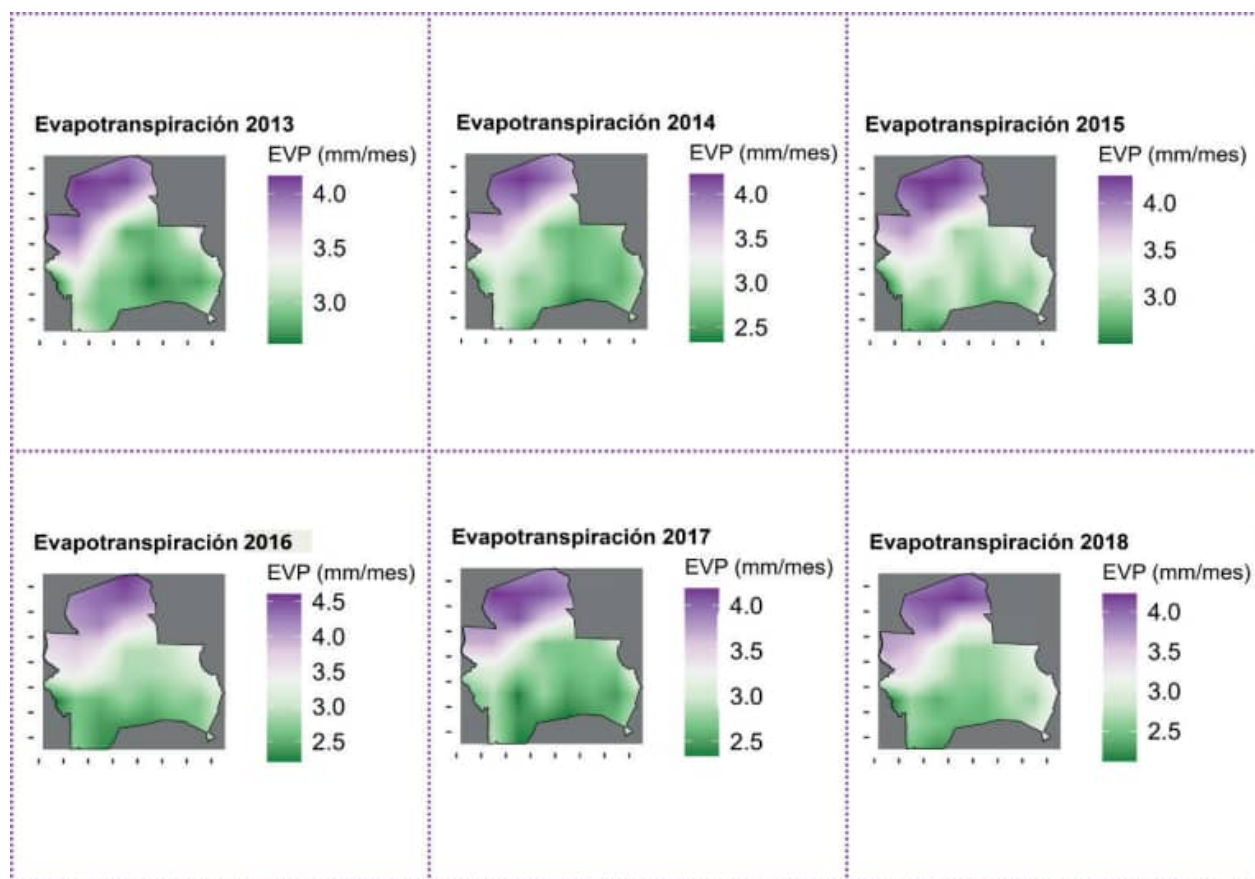 Evapotranspiración 2013
EVP (mm/mes)
4.0
3.5
3.0
Evapotranspiración 2014
EVP (mm/mes)
4.0
3.5
3.0
2.5
Evapotranspiración 2015
EVP (mm/mes)
4.0
3.5
3.0
Evapotranspiración 2016
EVP (mm/mes)
4.5
4.0
3.5
3.0
2.5
Evapotranspiración 2017
EVP (mm/mes)
4.0
3.5
3.0
2.5
Evapotranspiración 2018
EVP (mm/mes)
4.0
3.5
3.0
2.5